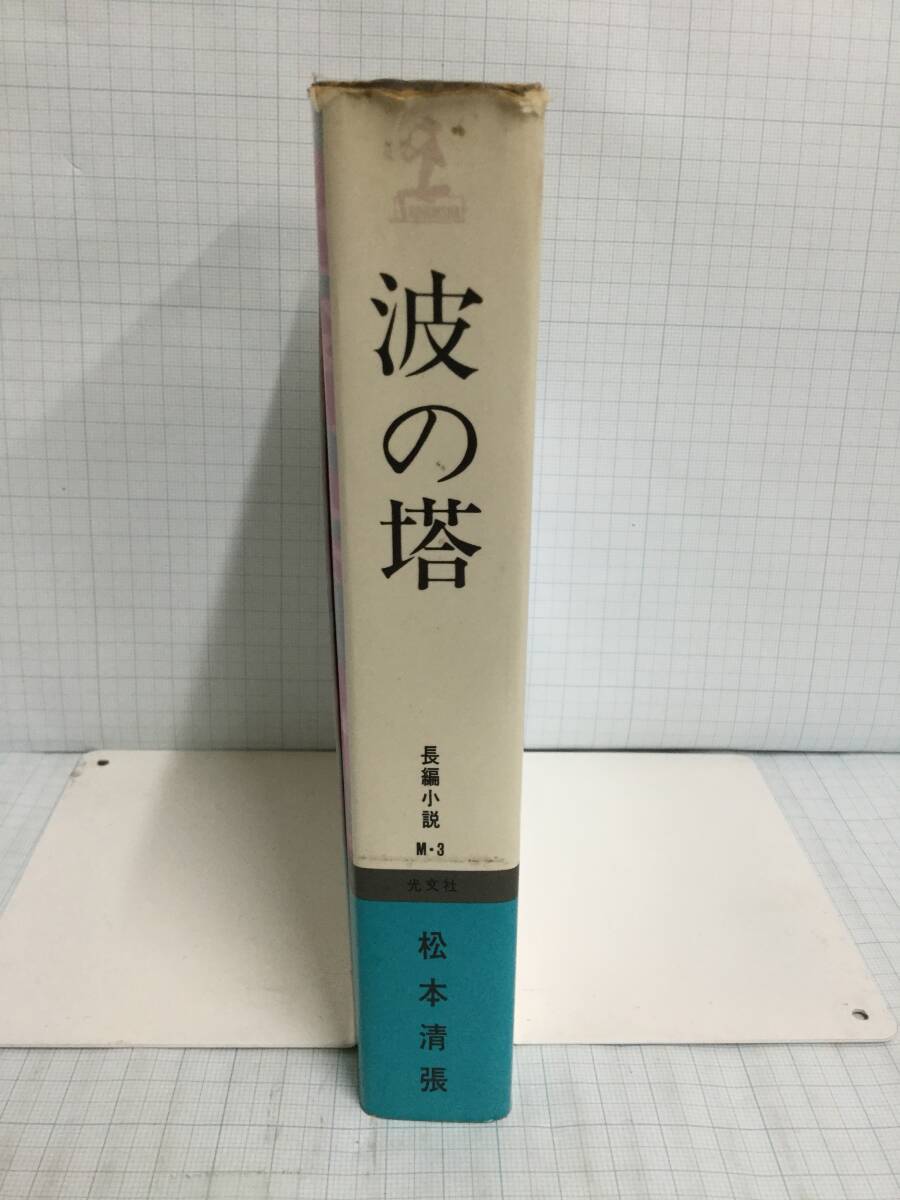 波の塔
長編小説
M・3
光文社
松本清張